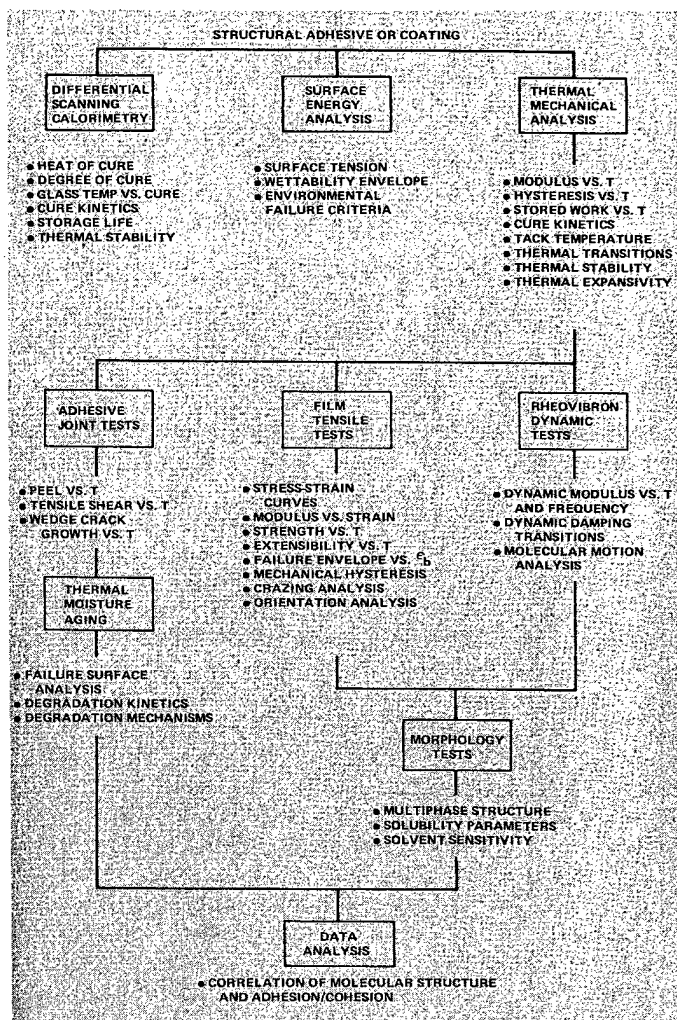 STRUCTURAL ADHESIVE OR COATING
DIFFERENTIAL
SCANNING
CALORIMETRY
SURFACE
ENERGY
ANALYSIS
THERMAL
MECHANICAL
ANALYSIS
● HEAT OF CURE
● DEGREE OF CURE
● GLASS TEMP VS. CURE
● CURE KINETICS
● STORAGE LIFE
● THERMAL STABILITY
● SURFACE TENSION
● WETTABILITY ENVELOPE
● ENVIRONMENTAL
FAILURE CRITERIA
● MODULUS VS. T
● HYSTERESIS VS. T
● STORED WORK VS. T
● CURE KINETICS
● TACK TEMPERATURE
● THERMAL TRANSITIONS
● THERMAL STABILITY
● THERMAL EXPANSIVITY
ADHESIVE
JOINT TESTS
FILM
TENSILE
TESTS
RHEOVIBRON
DYNAMIC
TESTS
● PEEL VS. T
● TENSILE SHEAR VS. T
● WEDGE CRACK
GROWTH VS. T
● STRESS-STRAIN
CURVES
● MODULUS VS. STRAIN
● STRENGTH VS. T
● EXTENSIBILITY VS. T
● FAILURE ENVELOPE VS. e_b
● MECHANICAL HYSTERESIS
● CRAZING ANALYSIS
● ORIENTATION ANALYSIS
● DYNAMIC MODULUS VS. T
AND FREQUENCY
● DYNAMIC DAMPING
TRANSITIONS
● MOLECULAR MOTION
ANALYSIS
THERMAL
MOISTURE
AGING
● FAILURE SURFACE
ANALYSIS
● DEGRADATION KINETICS
● DEGRADATION MECHANISMS
MORPHOLOGY
TESTS
● MULTIPHASE STRUCTURE
● SOLUBILITY PARAMETERS
● SOLVENT SENSITIVITY
DATA
ANALYSIS
● CORRELATION OF MOLECULAR STRUCTURE
AND ADHESION/COHESION